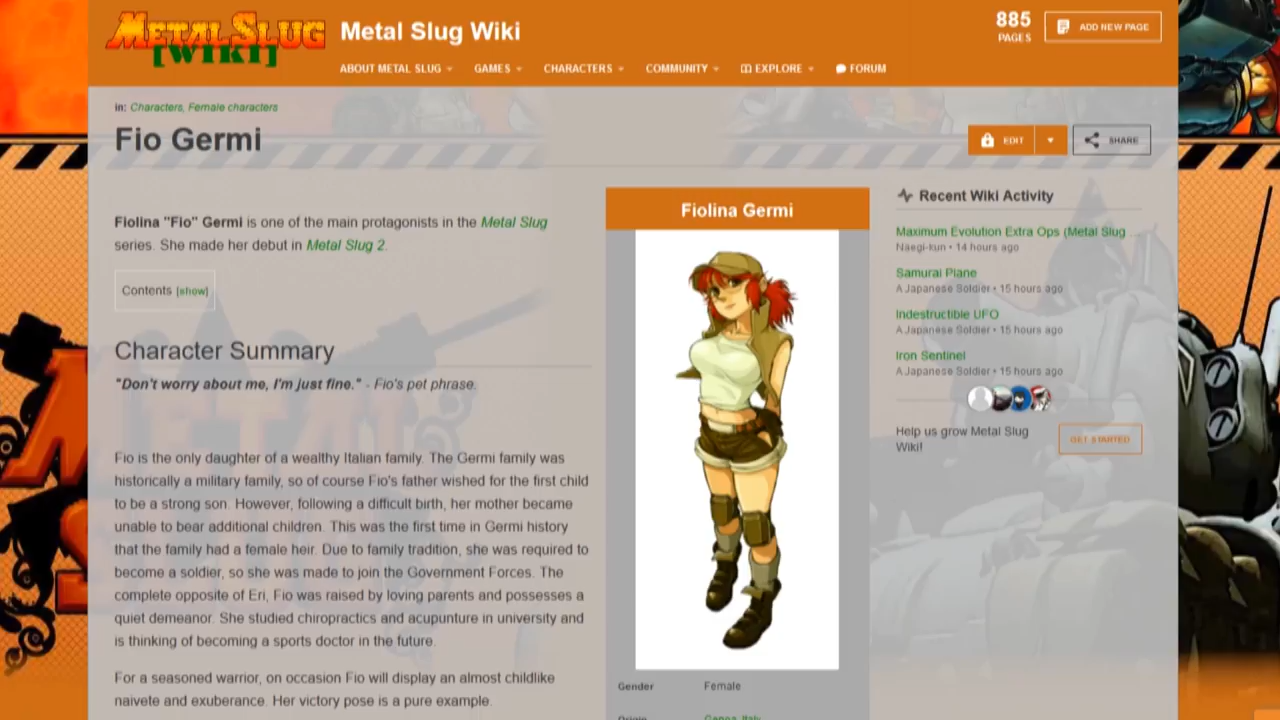 METAL SLUG
[WIKI]
Metal Slug Wiki
885
PAGES
ADD NEW PAGE
ABOUT METAL SLUG
GAMES
CHARACTERS
COMMUNITY
EXPLORE
FORUM
in: Characters, Female characters
Fio Germi
EDIT
SHARE
Fiolina "Fio" Germi is one of the main protagonists in the Metal Slug
series. She made her debut in Metal Slug 2.
Contents [show]
Character Summary
"Don't worry about me, I'm just fine." - Fio's pet phrase.
Fio is the only daughter of a wealthy Italian family. The Germi family was
historically a military family, so of course Fio's father wished for the first child
to be a strong son. However, following a difficult birth, her mother became
unable to bear additional children. This was the first time in Germi history
that the family had a female heir. Due to family tradition, she was required to
become a soldier, so she was made to join the Government Forces. The
complete opposite of Eri, Fio was raised by loving parents and possesses a
quiet demeanor. She studied chiropractics and acupunture in university and
is thinking of becoming a sports doctor in the future.
For a seasoned warrior, on occasion Fio will display an almost childlike
naivete and exuberance. Her victory pose is a pure example.
Fiolina Germi
Gender Female
Origin Genoa, Italy
Recent Wiki Activity
Maximum Evolution Extra Ops (Metal Slug ...
Naegi-kun • 14 hours ago
Samurai Plane
A Japanese Soldier • 15 hours ago
Indestructible UFO
A Japanese Soldier • 15 hours ago
Iron Sentinel
A Japanese Soldier • 15 hours ago
Help us grow Metal Slug
Wiki!
GET STARTED